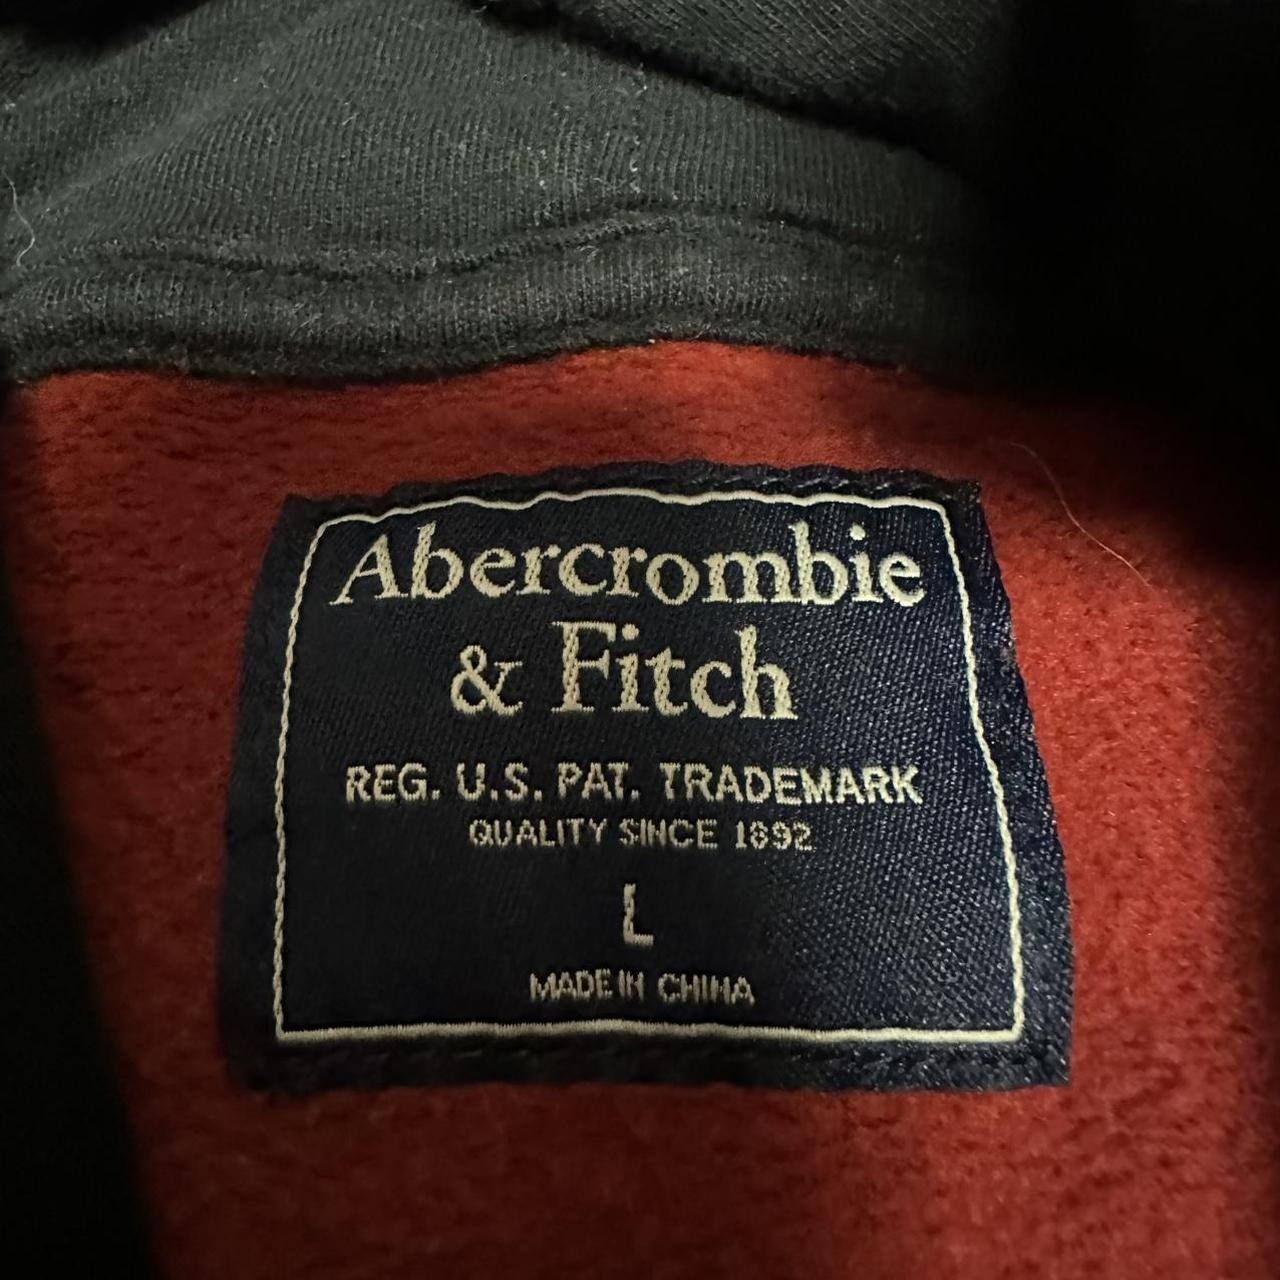 Abercrombie
& Fitch
REG. U.S. PAT. TRADEMARK
QUALITY SINCE 1892
L
MADE IN CHINA